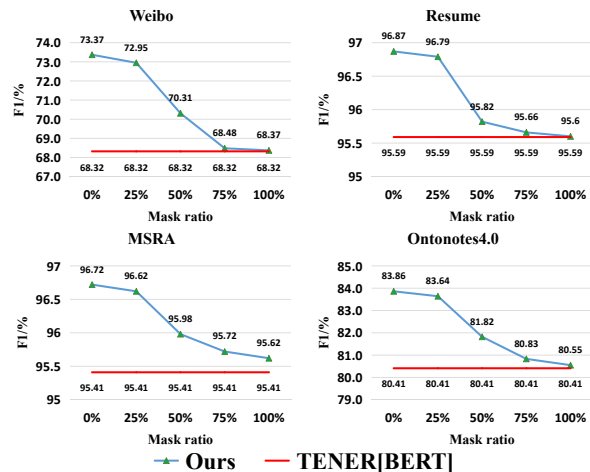 Weibo
F1/%
74.0
73.0
72.0
71.0
70.0
69.0
68.0
67.0
73.37
72.95
70.31
68.48
68.37
68.32 68.32 68.32 68.32 68.32
0% 25% 50% 75% 100%
Mask ratio
Resume
F1/%
97
96.5
96
95.5
95
96.87
96.79
95.82
95.66
95.6
95.59 95.59 95.59 95.59 95.59
0% 25% 50% 75% 100%
Mask ratio
MSRA
F1/%
97
96.5
96
95.5
95
96.72
96.62
95.98
95.72
95.62
95.41 95.41 95.41 95.41 95.41
0% 25% 50% 75% 100%
Mask ratio
Ontonotes4.0
F1/%
85.0
84.0
83.0
82.0
81.0
80.0
79.0
83.86
83.64
81.82
80.83
80.55
80.41 80.41 80.41 80.41 80.41
0% 25% 50% 75% 100%
Mask ratio
Ours TENER[BERT]